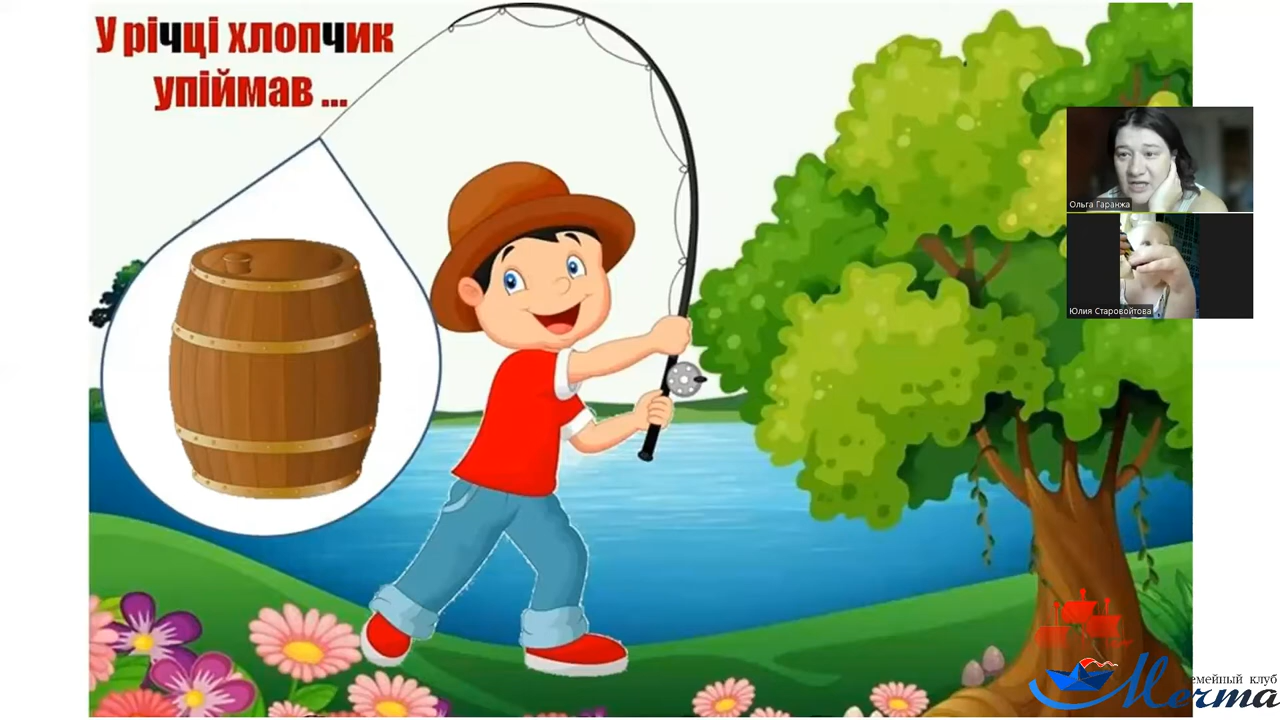 У річці хлопчик
упіймав ...
Ольга Гаранжа
Юлия Старовойтова
емейный клуб
Мечта